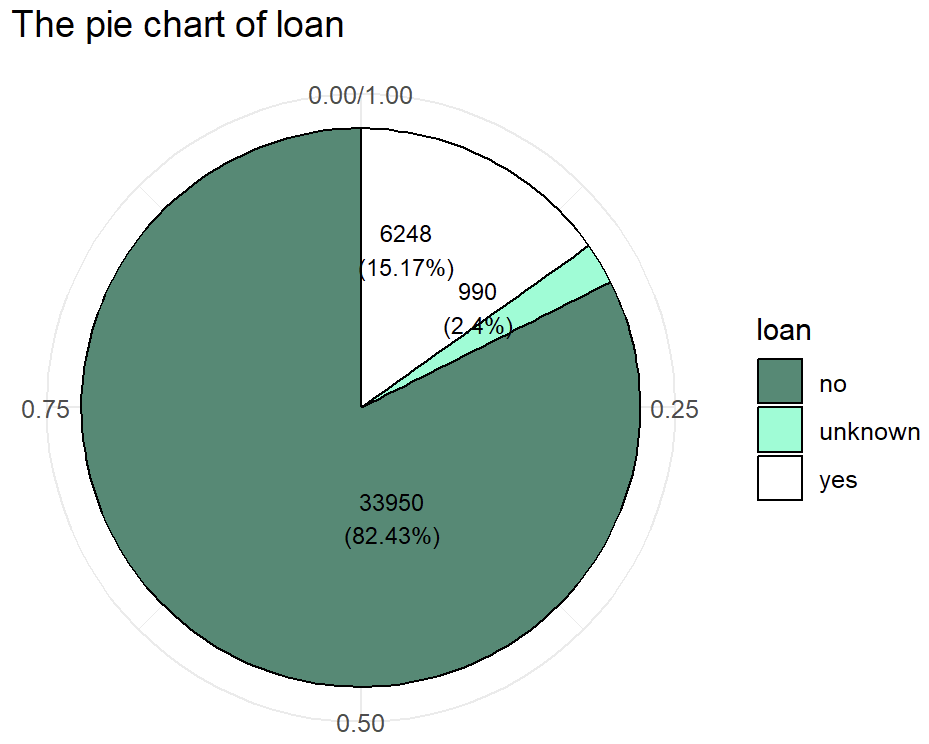 The pie chart of loan
0.00/1.00
6248
(15.17%)
990
(2.4%)
0.75
0.25
33950
(82.43%)
0.50
loan
no
unknown
yes